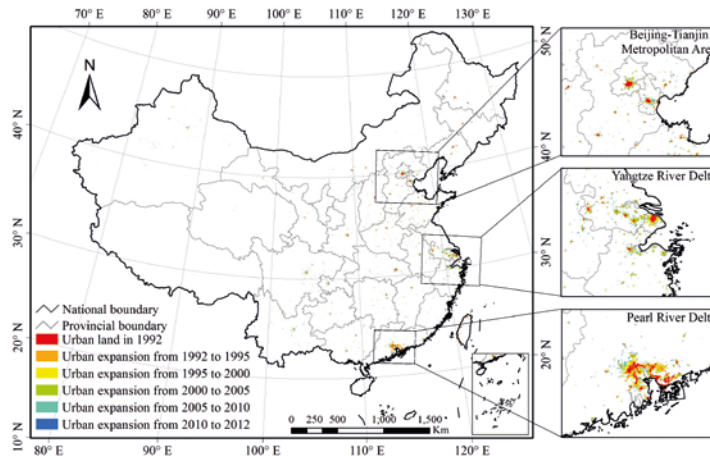 70° E 80° E 90° E 100° E 110° E 120° E 130° E
N
50° N
40° N
30° N
20° N
Beijing-Tianjin
Metropolitan Are
Yangtze River Delt
Pearl River Delt
40° N
30° N
20° N
10° N
National boundary
Provincial boundary
Urban land in 1992
Urban expansion from 1992 to 1995
Urban expansion from 1995 to 2000
Urban expansion from 2000 to 2005
Urban expansion from 2005 to 2010
Urban expansion from 2010 to 2012
0 250 500 1,000 1,500
Km
80° E 90° E 100° E 110° E 120° E